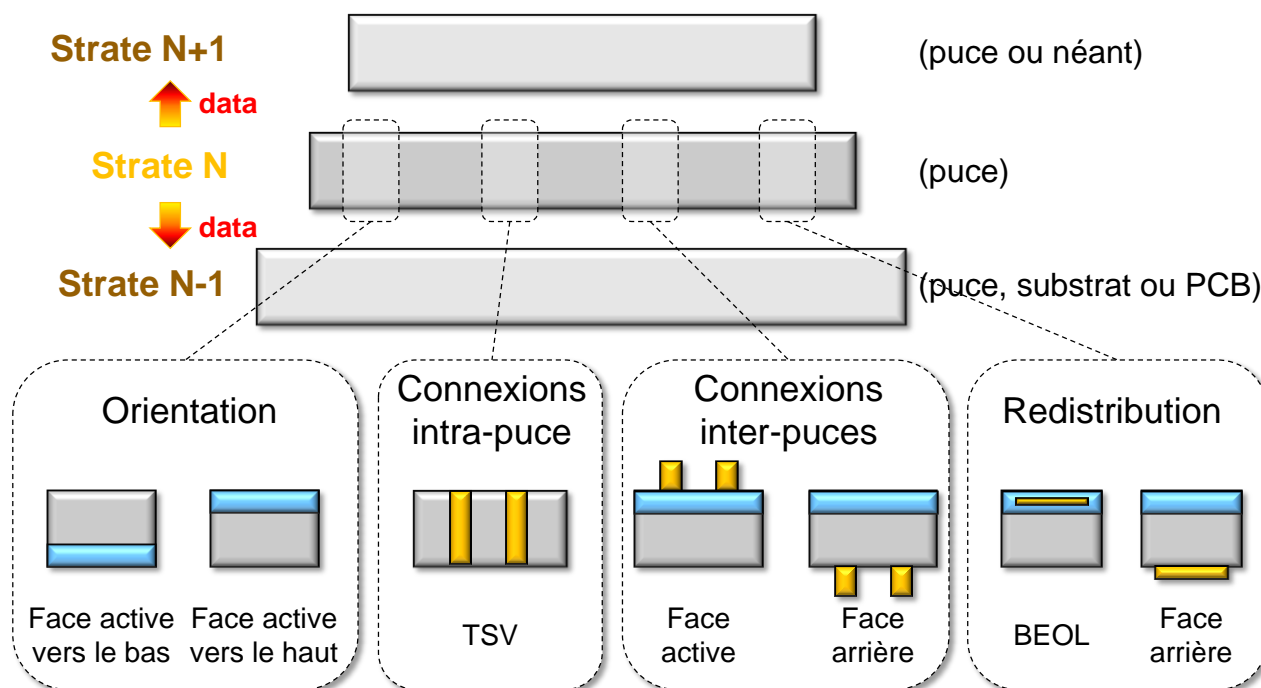 Strate N+1
(puce ou néant)
data
Strate N
(puce)
data
Strate N-1
(puce, substrat ou PCB)
Orientation
Face active
vers le bas
Face active
vers le haut
Connexions
intra-puce
TSV
Connexions
inter-puces
Face
active
Face
arrière
Redistribution
BEOL
Face
arrière